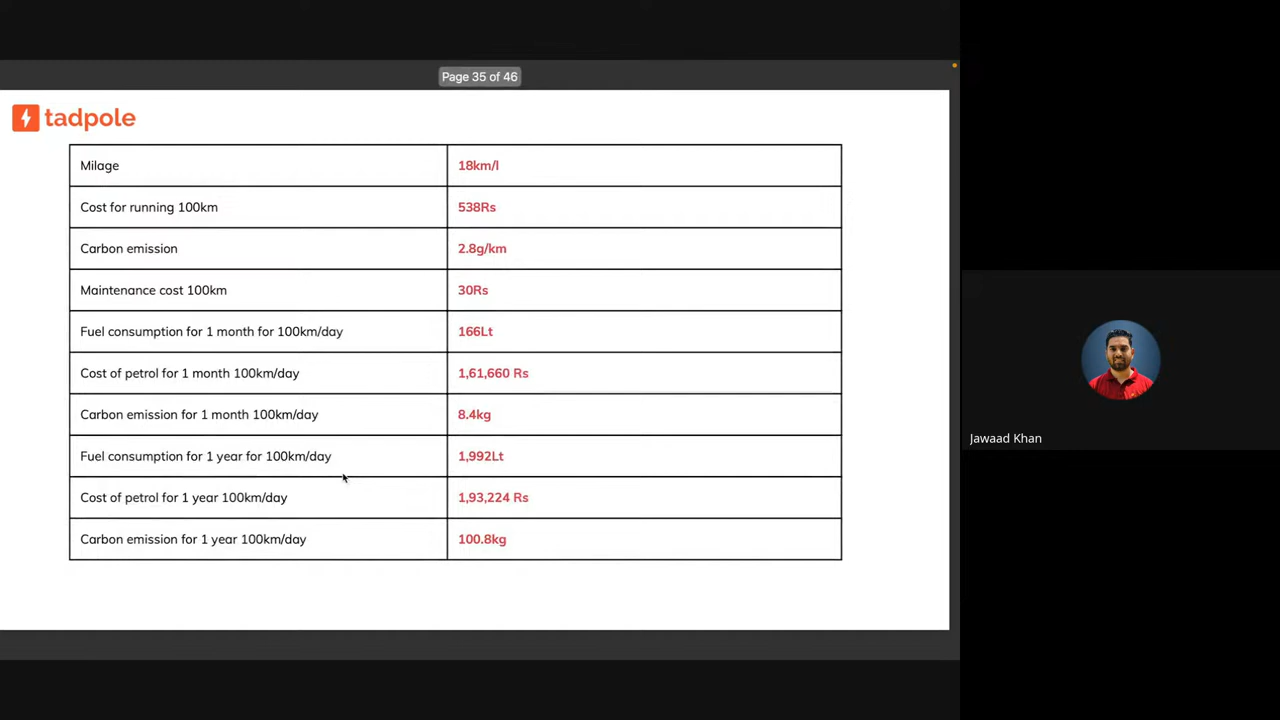 Page 35 of 46
tadpole
Milage 18km/l
Cost for running 100km 538Rs
Carbon emission 2.8g/km
Maintenance cost 100km 30Rs
Fuel consumption for 1 month for 100km/day 166Lt
Cost of petrol for 1 month 100km/day 1,61,660 Rs
Carbon emission for 1 month 100km/day 8.4kg
Fuel consumption for 1 year for 100km/day 1,992Lt
Cost of petrol for 1 year 100km/day 1,93,224 Rs
Carbon emission for 1 year 100km/day 100.8kg
Jawaad Khan